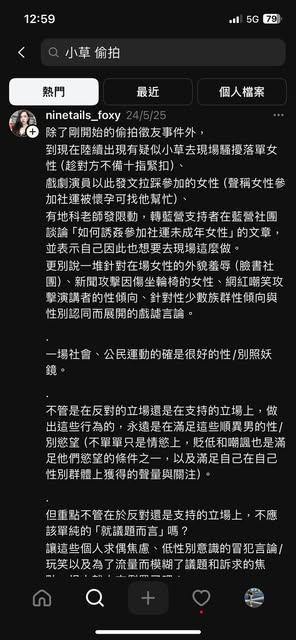 12:59
5G 79
小草 偷拍
熱門
最近
個人檔案
ninetails_foxy 24/5/25
除了剛開始的偷拍徵友事件外，
到現在陸續出現有疑似小草去現場騷擾落單女
性（趁對方不備十指緊扣）、
戲劇演員以此發文拉踩參加的女性（聲稱女性參
加社運被懷孕可找他幫忙）、
有地科老師發限動，轉藍營支持者在藍營社團
談論「如何誘姦參加社運未成年女性」的文章，
並表示自己因此也想要去現場這麼做。
更別說一堆針對在場女性的外貌羞辱（臉書社
團）、新聞攻擊因傷坐輪椅的女性、網紅嘲笑攻
擊演講者的性傾向、針對性少數族群性傾向與
性別認同而展開的戲謔言論。
.
一場社會、公民運動的確是很好的性/別照妖
鏡。
.
不管是在反對的立場還是在支持的立場上，做
出這些行為的，永遠是在滿足這些順異男的性/
別慾望（不單單只是情慾上，貶低和嘲諷也是滿
足他們慾望的條件之一，以及滿足自己在自己
性別群體上獲得的聲量與關注）。
.
但重點不管在於反對還是支持的立場上，不應
該單純的「就議題而言」嗎？
讓這些個人求偶焦慮、低性別意識的冒犯言論/
玩笑以及為了流量而模糊了議題和訴求的焦